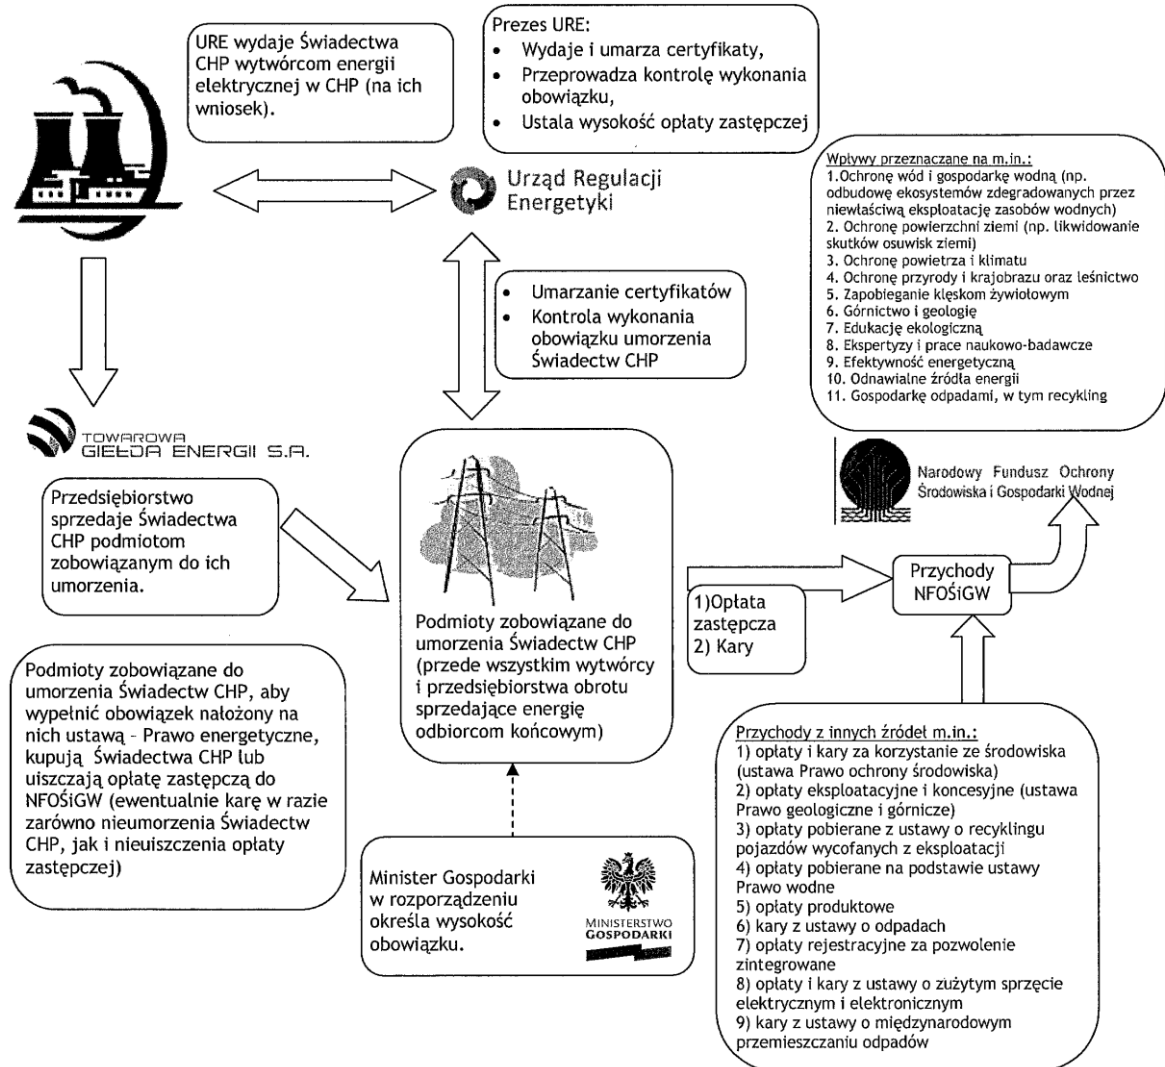 URE wydaje Świadectwa
CHP wytwórcom energii
elektrycznej w CHP (na ich
wniosek).
Prezes URE:
• Wydaje i umarza certyfikaty,
• Przeprowadza kontrolę wykonania
obowiązku,
• Ustala wysokość opłaty zastępczej
Urząd Regulacji
Energetyki
Wpływy przeznaczane na m.in.:
1.Ochronę wód i gospodarkę wodną (np.
odbudowę ekosystemów zdegradowanych przez
niewłaściwą eksploatację zasobów wodnych)
2. Ochronę powierzchni ziemi (np. likwidowanie
skutków osuwisk ziemi)
3. Ochronę powietrza i klimatu
4. Ochronę przyrody i krajobrazu oraz leśnictwo
5. Zapobieganie klęskom żywiołowym
6. Górnictwo i geologię
7. Edukację ekologiczną
8. Ekspertyzy i prace naukowo-badawcze
9. Efektywność energetyczną
10. Odnawialne źródła energii
11. Gospodarkę odpadami, w tym recykling
• Umarzanie certyfikatów
• Kontrola wykonania
obowiązku umorzenia
Świadectw CHP
TOWAROWA
GIEŁDA ENERGII S.A.
Przedsiębiorstwo
sprzedaje Świadectwa
CHP podmiotom
zobowiązanym do ich
umorzenia.
Podmioty zobowiązane do
umorzenia Świadectw CHP
(przede wszystkim wytwórcy
i przedsiębiorstwa obrotu
sprzedające energię
odbiorcom końcowym)
Narodowy Fundusz Ochrony
Środowiska i Gospodarki Wodnej
1)Opłata
zastępcza
2) Kary
Przychody
NFOŚiGW
Podmioty zobowiązane do
umorzenia Świadectw CHP, aby
wypełnić obowiązek nałożony na
nich ustawą – Prawo energetyczne,
kupują Świadectwa CHP lub
uiszczają opłatę zastępczą do
NFOŚiGW (ewentualnie karę w razie
zarówno nieumorzenia Świadectw
CHP, jak i nieuiszczenia opłaty
zastępczej)
Minister Gospodarki
w rozporządzeniu
określa wysokość
obowiązku.
MINISTERSTWO
GOSPODARKI
Przychody z innych źródeł m.in.:
1) opłaty i kary za korzystanie ze środowiska
(ustawa Prawo ochrony środowiska)
2) opłaty eksploatacyjne i koncesyjne (ustawa
Prawo geologiczne i górnicze)
3) opłaty pobierane z ustawy o recyklingu
pojazdów wycofanych z eksploatacji
4) opłaty pobierane na podstawie ustawy
Prawo wodne
5) opłaty produktowe
6) kary z ustawy o odpadach
7) opłaty rejestracyjne za pozwolenie
zintegrowane
8) opłaty i kary z ustawy o zużytym sprzęcie
elektrycznym i elektronicznym
9) kary z ustawy o międzynarodowym
przemieszczaniu odpadów